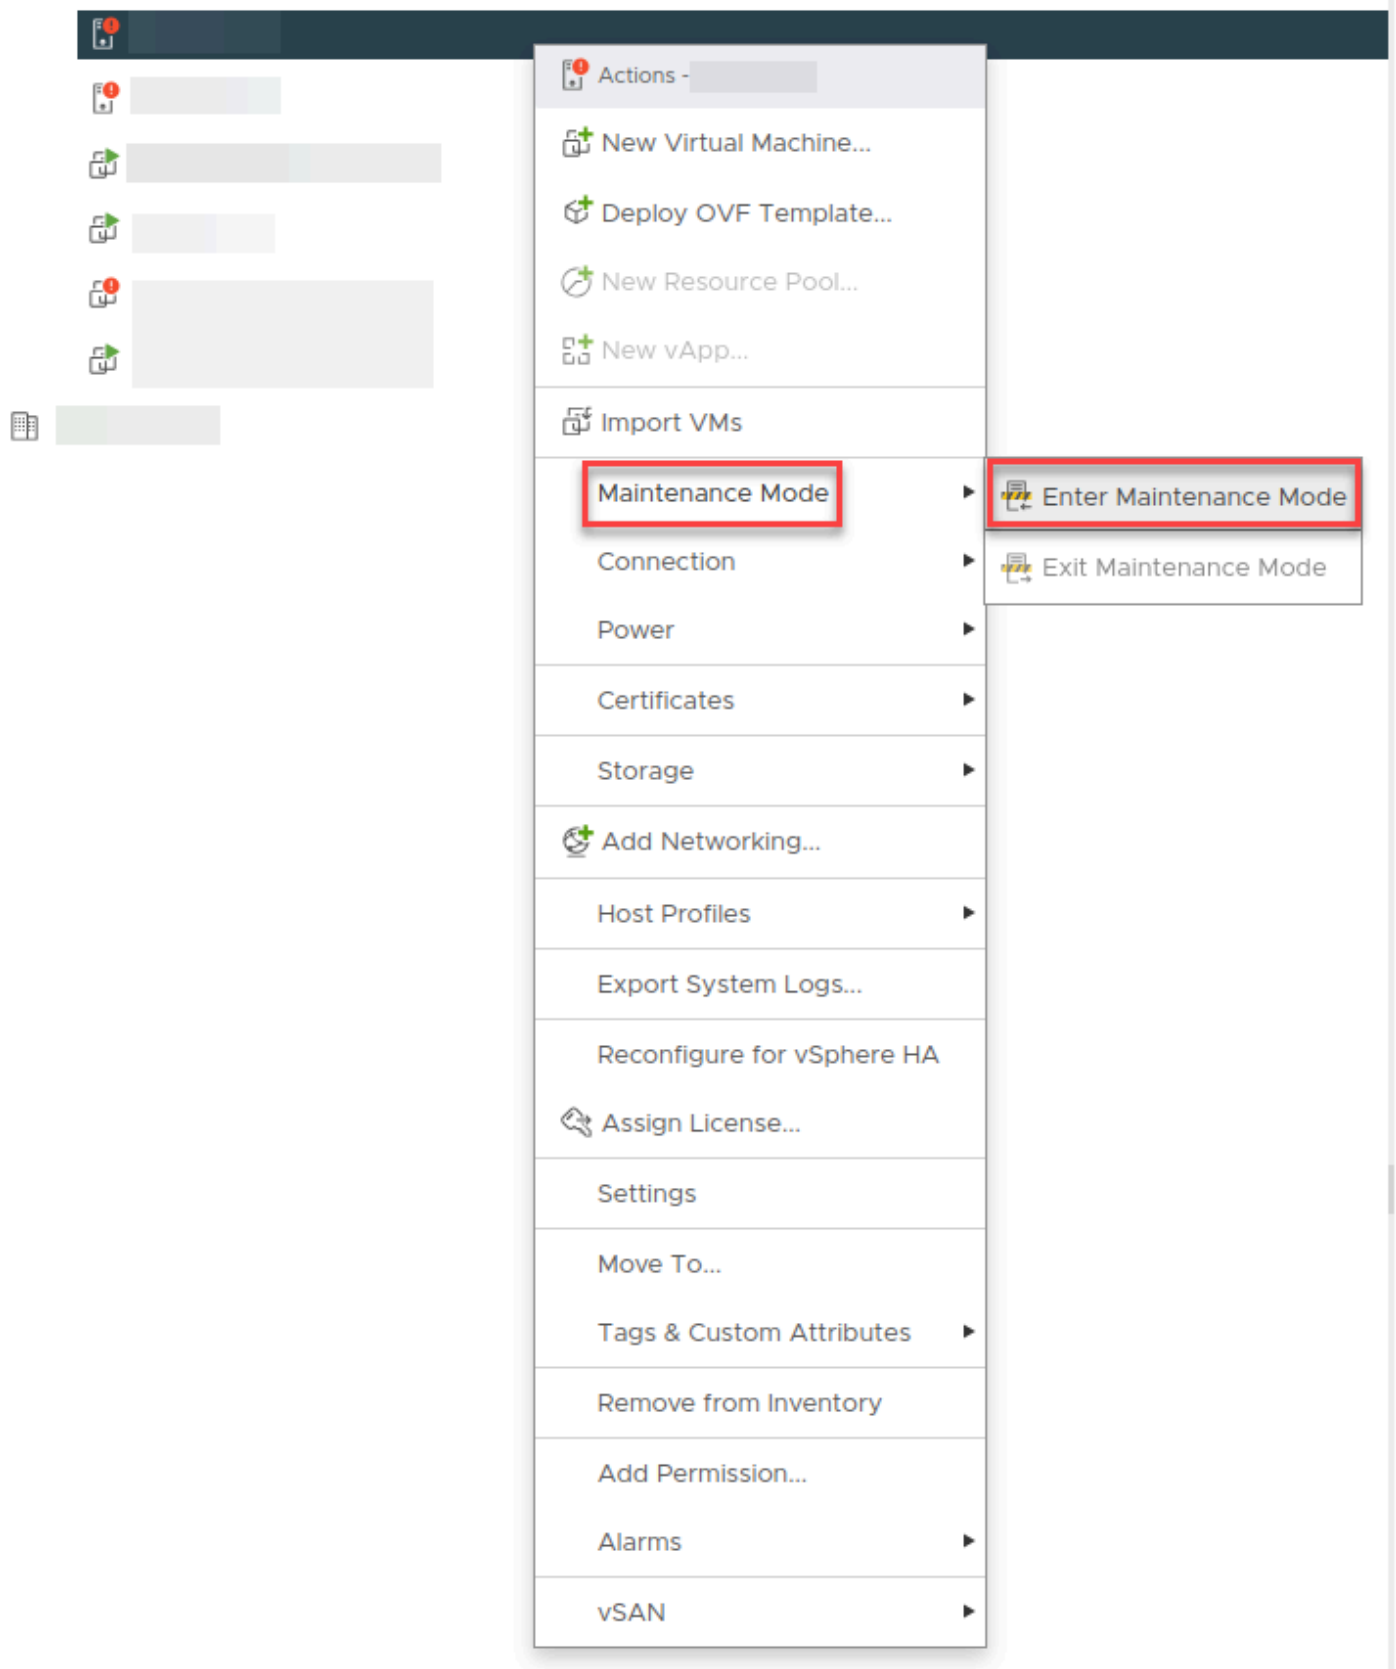 Actions -
New Virtual Machine...
Deploy OVF Template...
New Resource Pool...
New vApp...
Import VMs
Maintenance Mode
Enter Maintenance Mode
Exit Maintenance Mode
Connection
Power
Certificates
Storage
Add Networking...
Host Profiles
Export System Logs...
Reconfigure for vSphere HA
Assign License...
Settings
Move To...
Tags & Custom Attributes
Remove from Inventory
Add Permission...
Alarms
vSAN